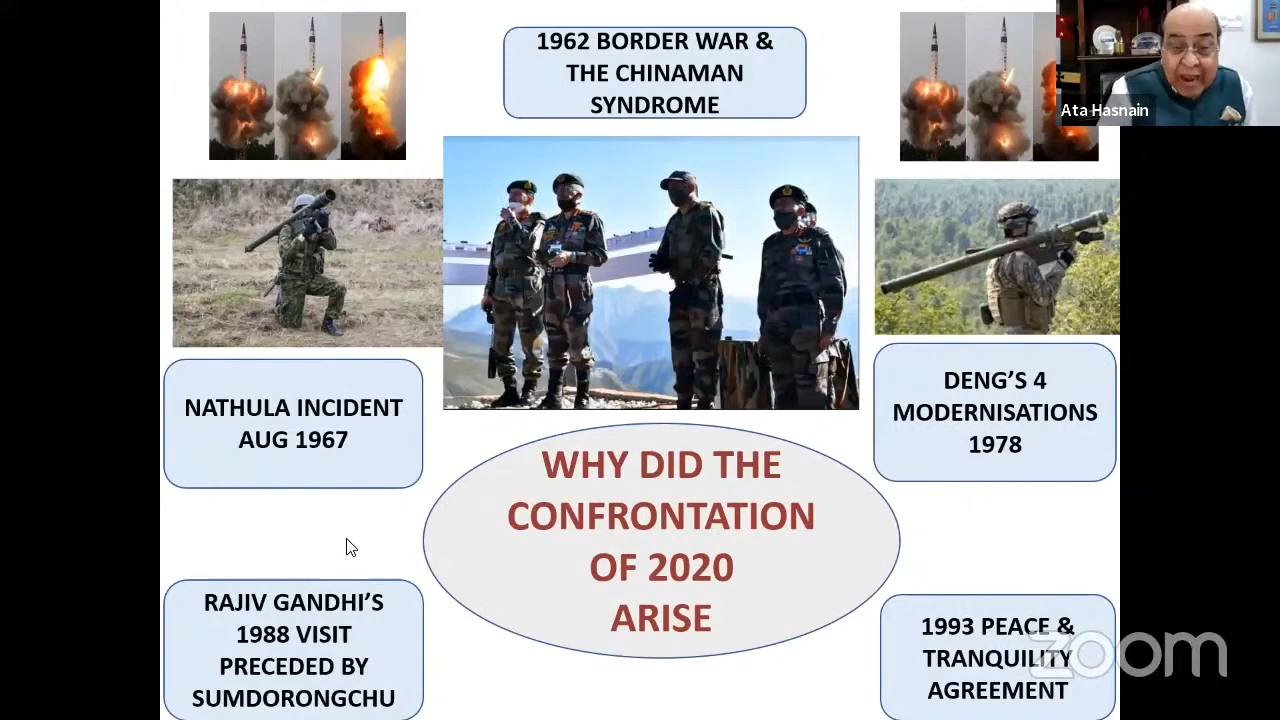 1962 BORDER WAR &
THE CHINAMAN
SYNDROME
Ata Hasnain
NATHULA INCIDENT
AUG 1967
DENG’S 4
MODERNISATIONS
1978
WHY DID THE
CONFRONTATION
OF 2020
ARISE
RAJIV GANDHI’S
1988 VISIT
PRECEDED BY
SUMDORONGCHU
1993 PEACE &
TRANQUILITY
AGREEMENT
zoom